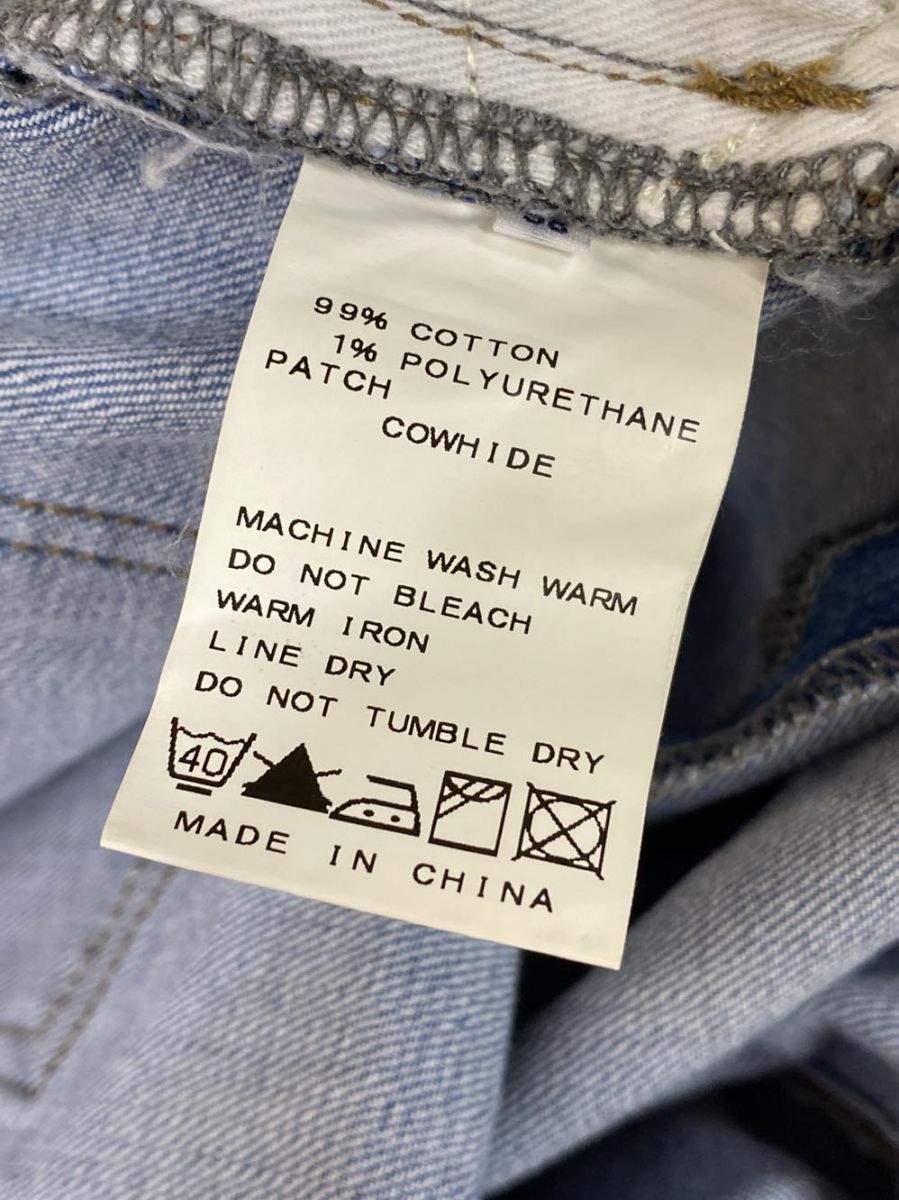 99% COTTON
1% POLYURETHANE
PATCH
COWHIDE
MACHINE WASH WARM
DO NOT BLEACH
WARM IRON
LINE DRY
DO NOT TUMBLE DRY
40
MADE IN CHINA